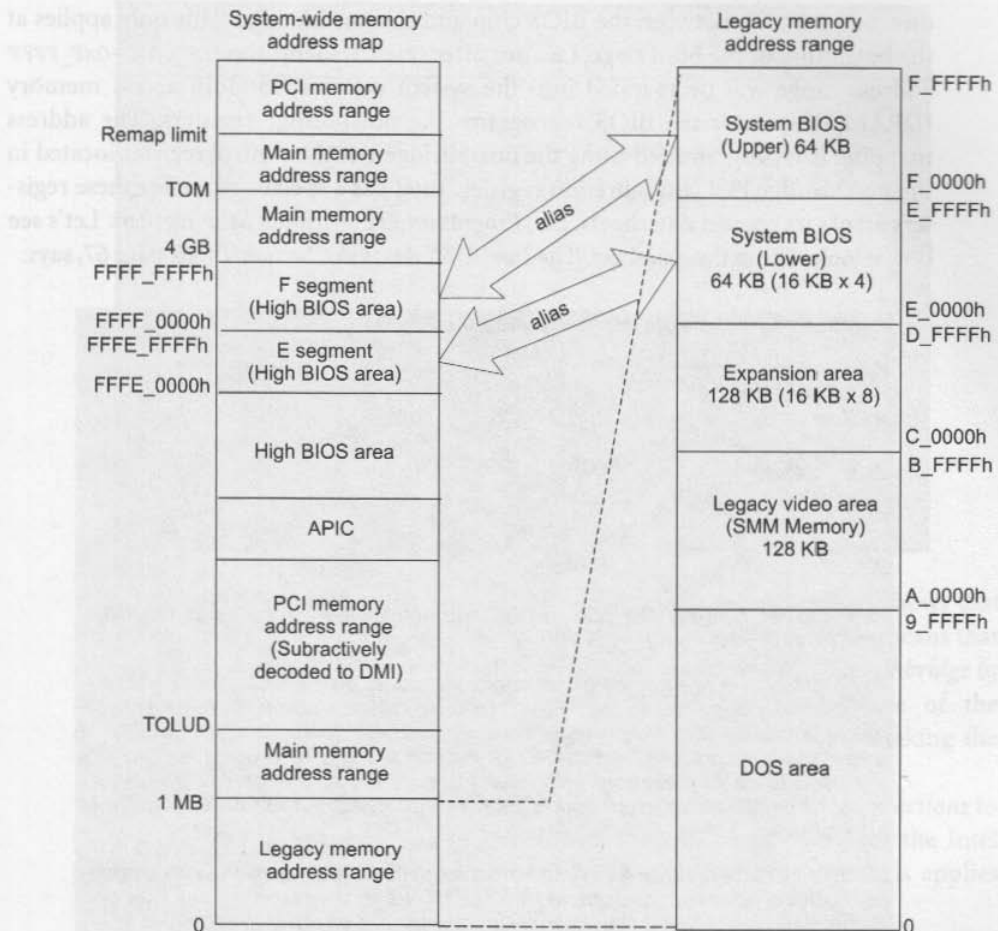 System-wide memory
address map
PCI memory
address range
Remap limit
Main memory
address range
TOM
Main memory
address range
4 GB
FFFF_FFFFh
F segment
(High BIOS area)
FFFF_0000h
FFFE_FFFFh
E segment
(High BIOS area)
FFFE_0000h
High BIOS area
APIC
PCI memory
address range
(Subractively
decoded to DMI)
TOLUD
Main memory
address range
1 MB
Legacy memory
address range
0
alias
alias
Legacy memory
address range
F_FFFFh
System BIOS
(Upper) 64 KB
F_0000h
E_FFFFh
System BIOS
(Lower)
64 KB (16 KB x 4)
E_0000h
D_FFFFh
Expansion area
128 KB (16 KB x 8)
C_0000h
B_FFFFh
Legacy video area
(SMM Memory)
128 KB
A_0000h
9_FFFFh
DOS area
0